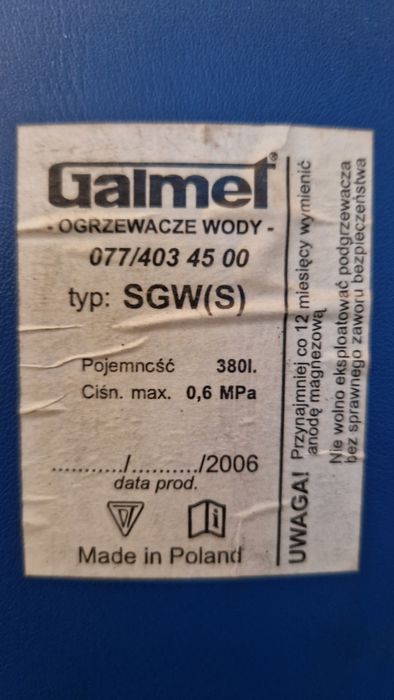 Galmet®
- OGRZEWACZE WODY -
077/403 45 00
typ: SGW(S)
Pojemność 380l.
Ciśn. max. 0,6 MPa
.........../........../2006
data prod.
Made in Poland
UWAGA! Przynajmniej co 12 miesięcy wymienić
anodę magnezową
Nie wolno eksploatować podgrzewacza
bez sprawnego zaworu bezpieczeństwa